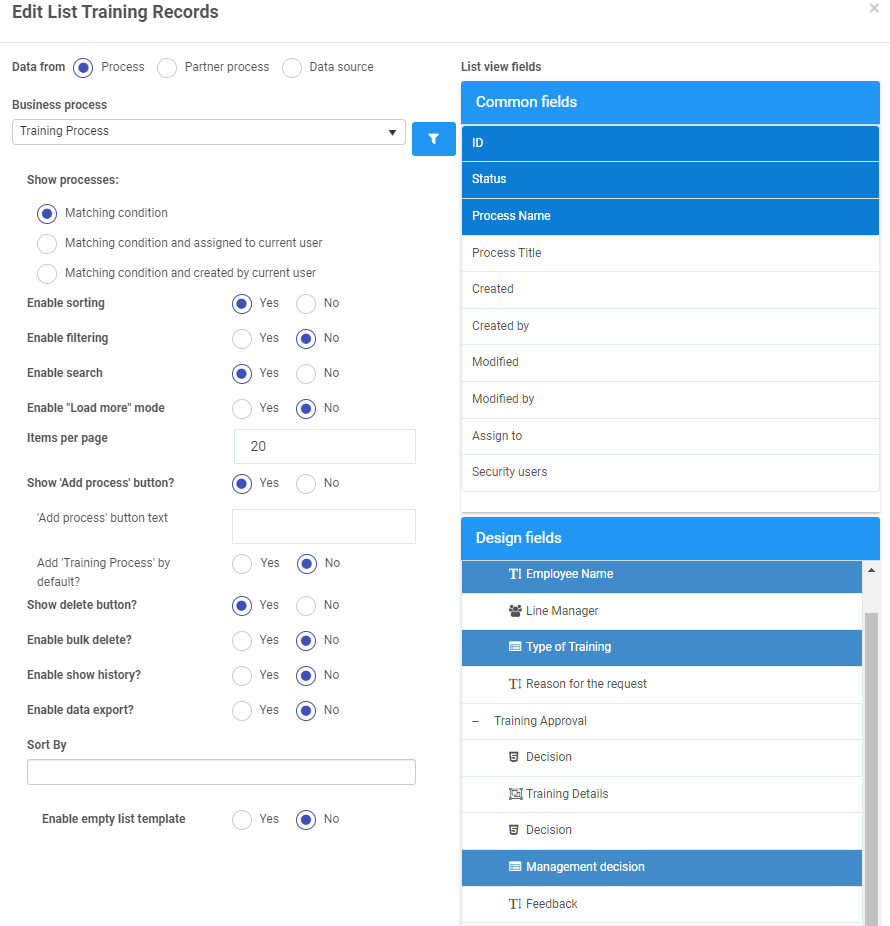 Edit List Training Records
×
Data from Process Partner process Data source
Business process
Training Process
Show processes:
Matching condition
Matching condition and assigned to current user
Matching condition and created by current user
Enable sorting Yes No
Enable filtering Yes No
Enable search Yes No
Enable "Load more" mode Yes No
Items per page 20
Show 'Add process' button? Yes No
'Add process' button text
Add 'Training Process' by Yes No
default?
Show delete button? Yes No
Enable bulk delete? Yes No
Enable show history? Yes No
Enable data export? Yes No
Sort By
Enable empty list template Yes No
List view fields
Common fields
ID
Status
Process Name
Process Title
Created
Created by
Modified
Modified by
Assign to
Security users
Design fields
Employee Name
Line Manager
Type of Training
Reason for the request
– Training Approval
Decision
Training Details
Decision
Management decision
Feedback